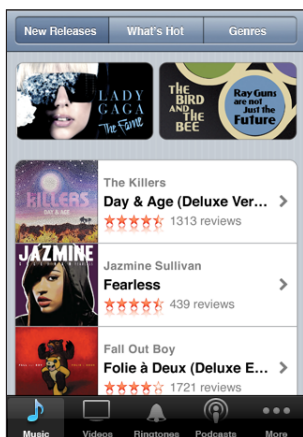 New Releases What's Hot Genres
LADY
GAGA
The Fame
THE
BIRD
AND
THE
BEE
Ray Guns
are not
Just the
Future
KILLERS
DAY & AGE
The Killers
Day & Age (Deluxe Ver...
1313 reviews
JAZMINE
Jazmine Sullivan
Fearless
439 reviews
Fall Out Boy
Folie à Deux (Deluxe E...
1721 reviews
Music Videos Ringtones Podcasts More